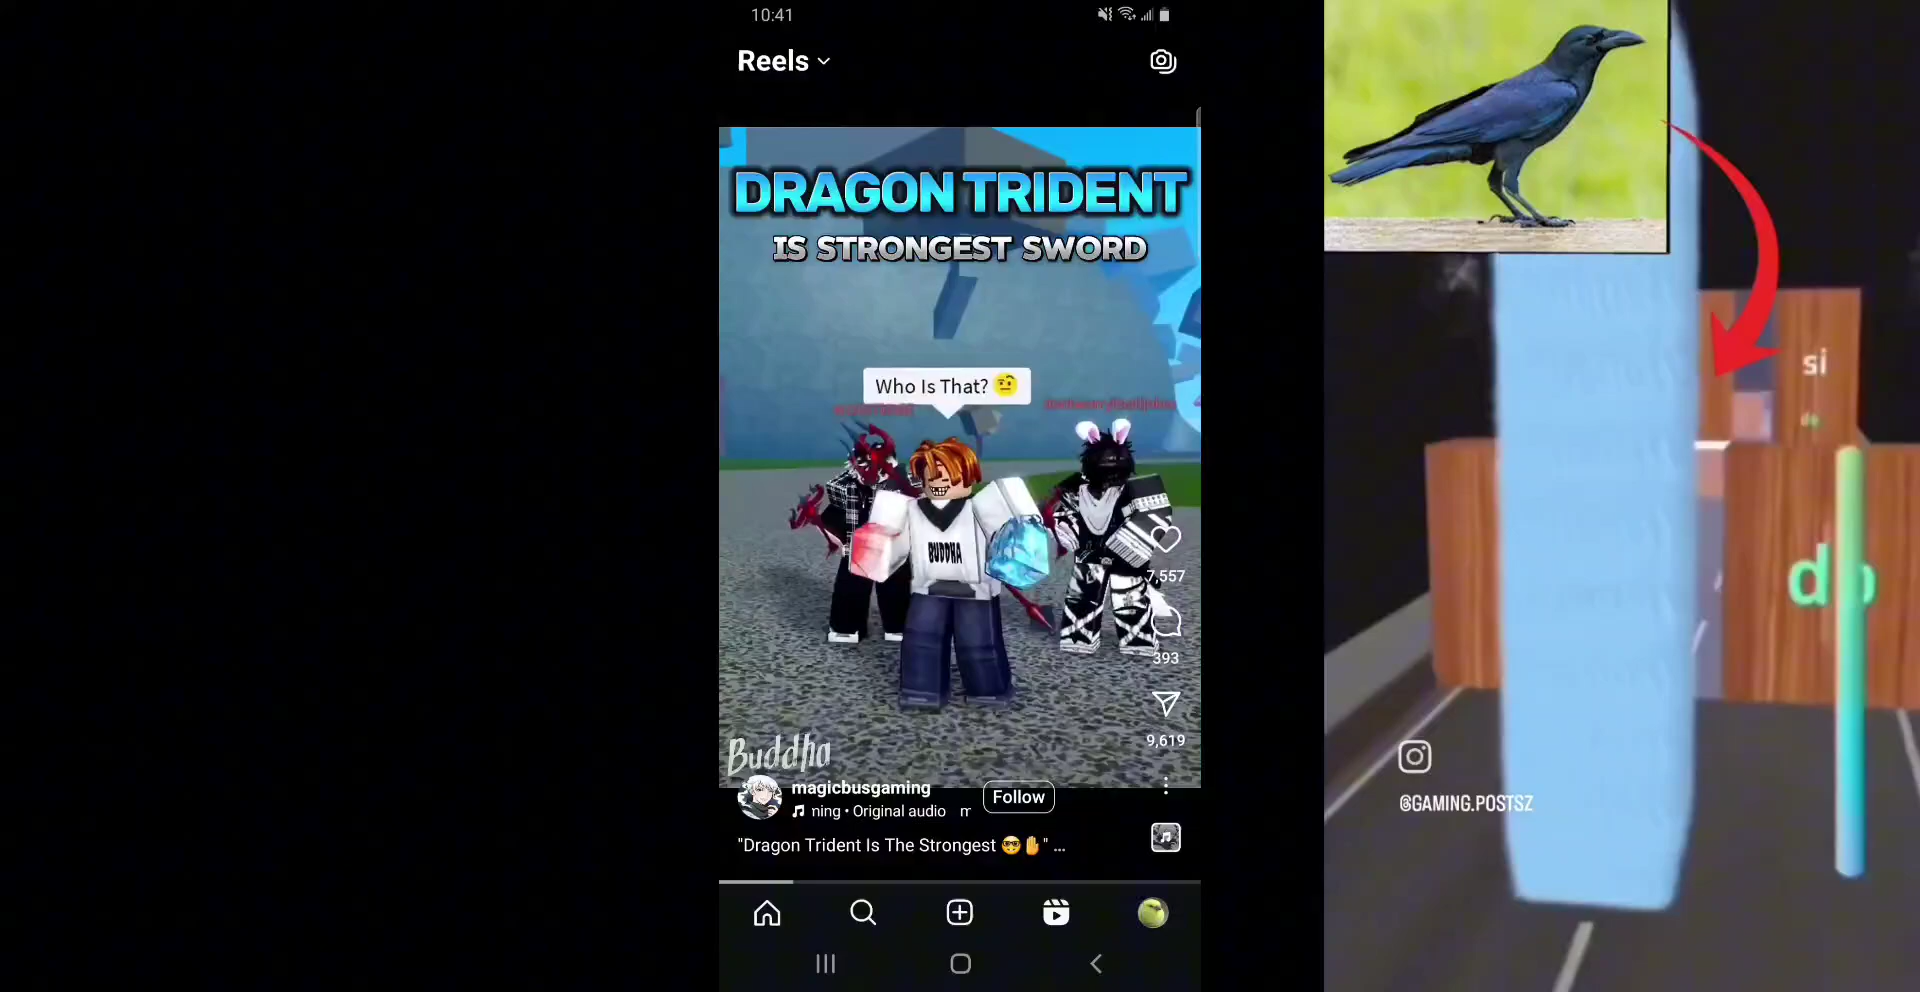 10:41
Reels
DRAGON TRIDENT
IS STRONGEST SWORD
Who Is That? 🤨
BUDDHA
7,557
393
9,619
Buddha
magicbusgaming
Follow
ning • Original audio
"Dragon Trident Is The Strongest 🤓✋" ...
si
do
@GAMING.POSTSZ